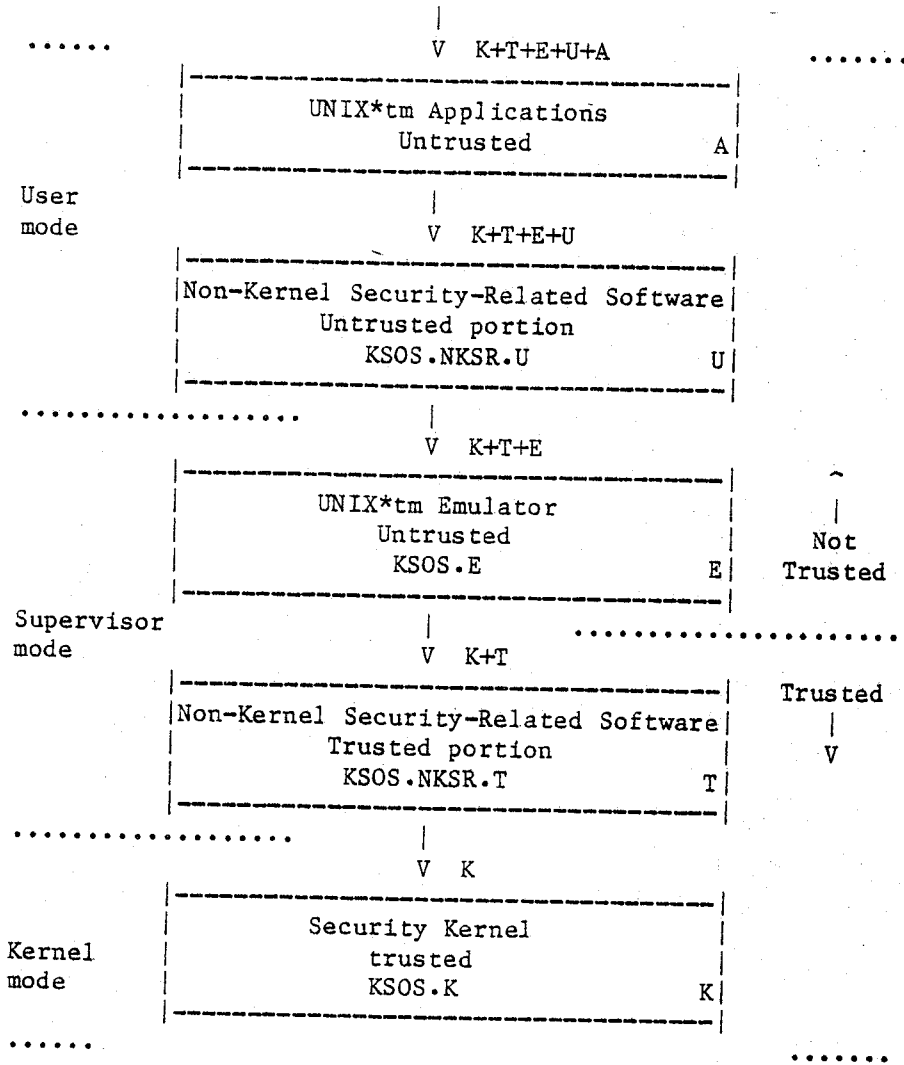 K+T+E+U+A
UNIX*tm Applications
Untrusted A
User
mode
K+T+E+U
Non-Kernel Security-Related Software
Untrusted portion
KSOS.NKSR.U U
V K+T+E
UNIX*tm Emulator
Untrusted
KSOS.E E
Not
Trusted
Supervisor
mode
V K+T
Trusted
Non-Kernel Security-Related Software
Trusted portion
KSOS.NKSR.T T
V K
Security Kernel
trusted
KSOS.K K
Kernel
mode